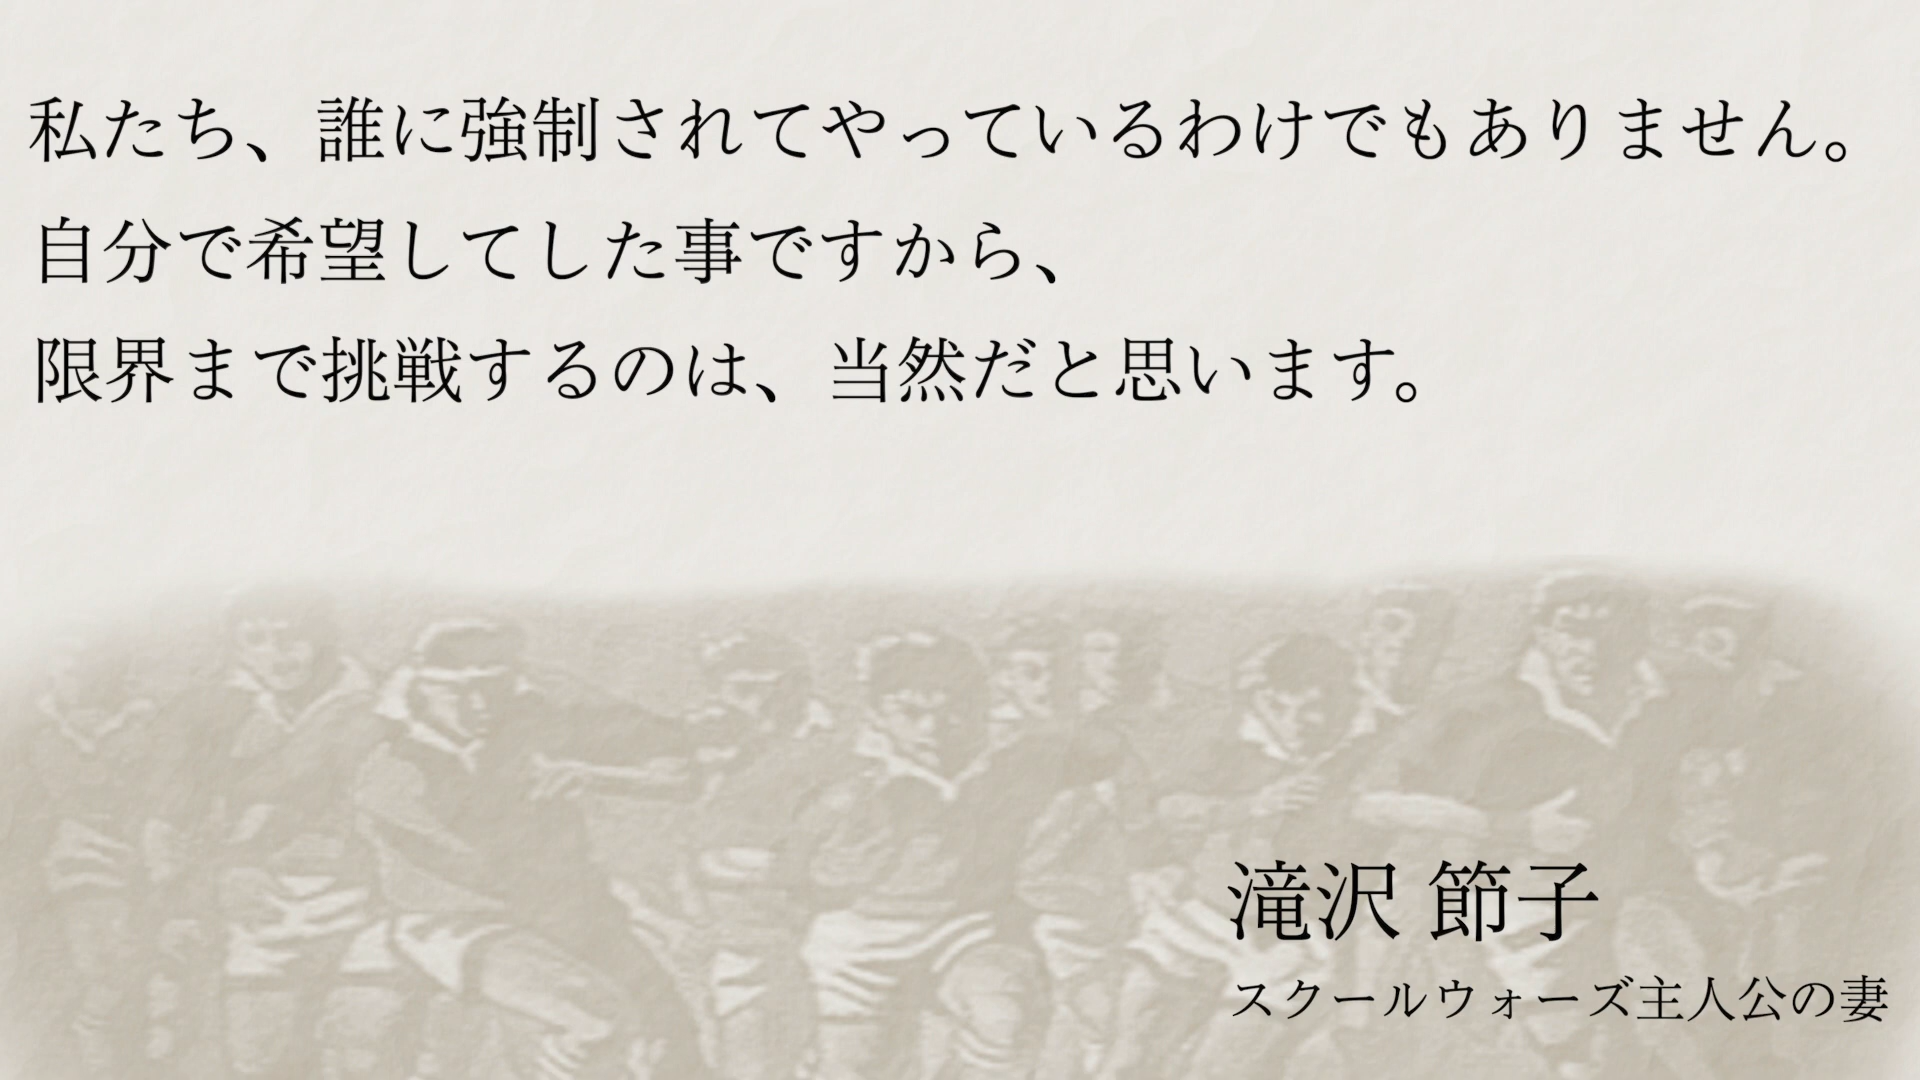 私たち、誰に強制されてやっているわけでもありません。
自分で希望してした事ですから、
限界まで挑戦するのは、当然だと思います。
滝沢 節子
スクールウォーズ主人公の妻